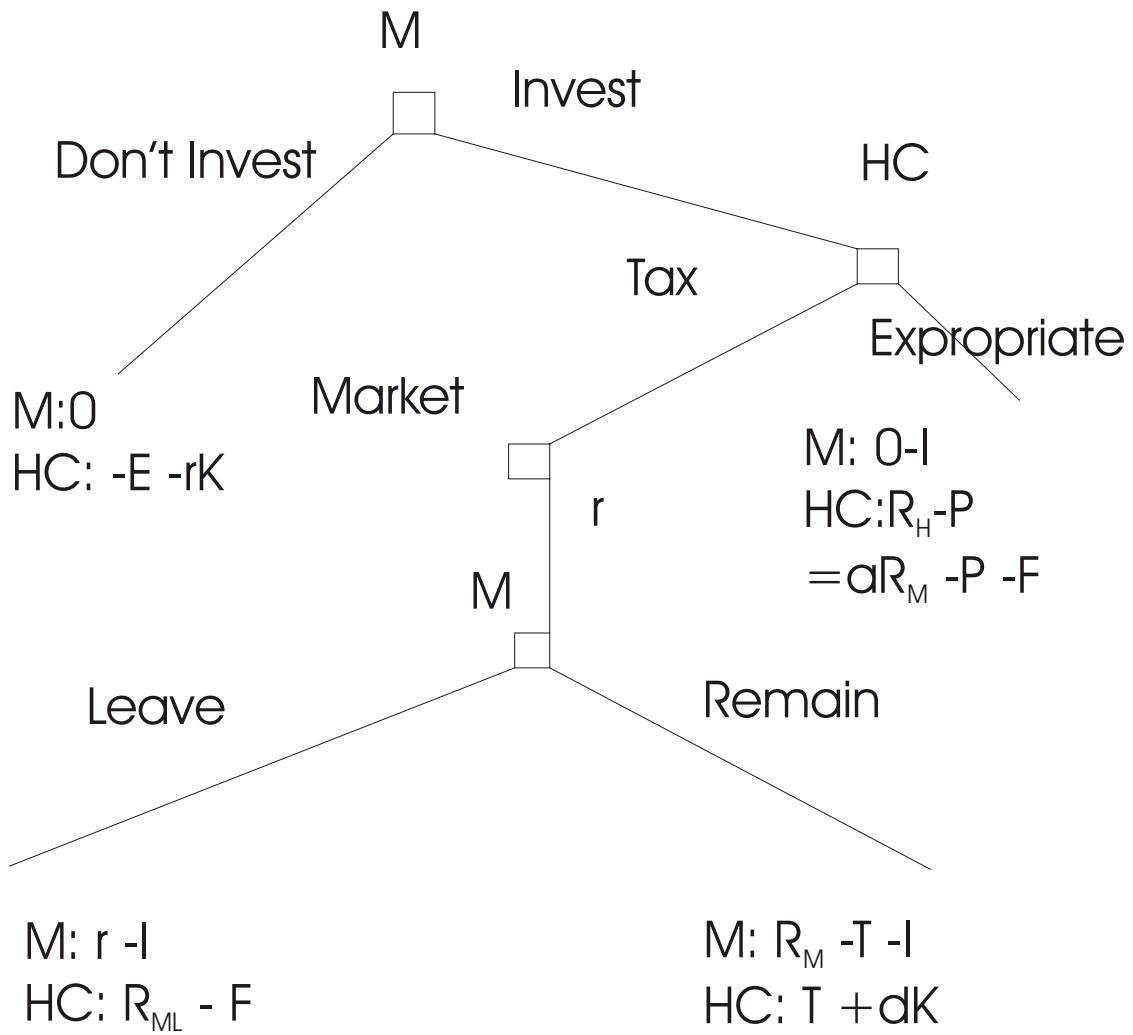 M
Invest
Don't Invest
HC
Tax
Expropriate
Market
M:0
HC: -E -rK
M: 0-I
HC:R_H-P
=aR_M -P -F
r
M
Leave
Remain
M: r -I
HC: R_ML - F
M: R_M -T -I
HC: T +dK